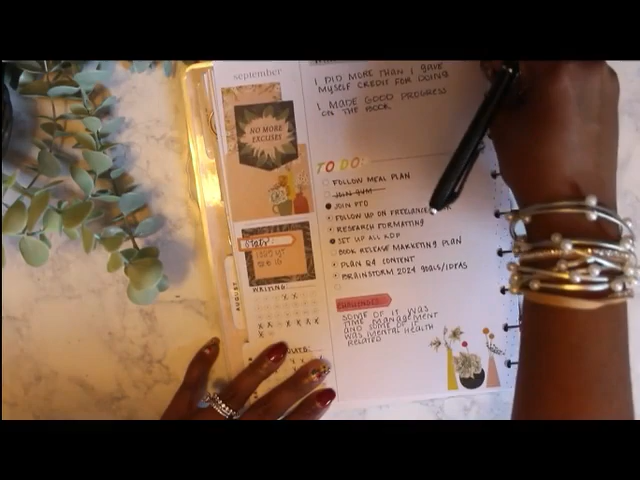 september
I DID MORE THAN I GAVE
MYSELF CREDIT FOR DOING
I MADE GOOD PROGRESS
ON THE BOOK
NO MORE
EXCUSES
TO DO
FOLLOW MEAL PLAN
JOIN GYM
JOIN PTO
FOLLOW UP ON FREELANCE
RESEARCH FORMATTING
SET UP ALL KDP
BOOK RELEASE MARKETING PLAN
PLAN Q4 CONTENT
BRAINSTORM 2024 GOALS/IDEAS
AUGUST
WRITING
X X
X X X X X X
CHALLENGES
SOME OF IT WAS
TIME MANAGEMENT
AND SOME OF IT
WAS MENTAL HEALTH
RELATED